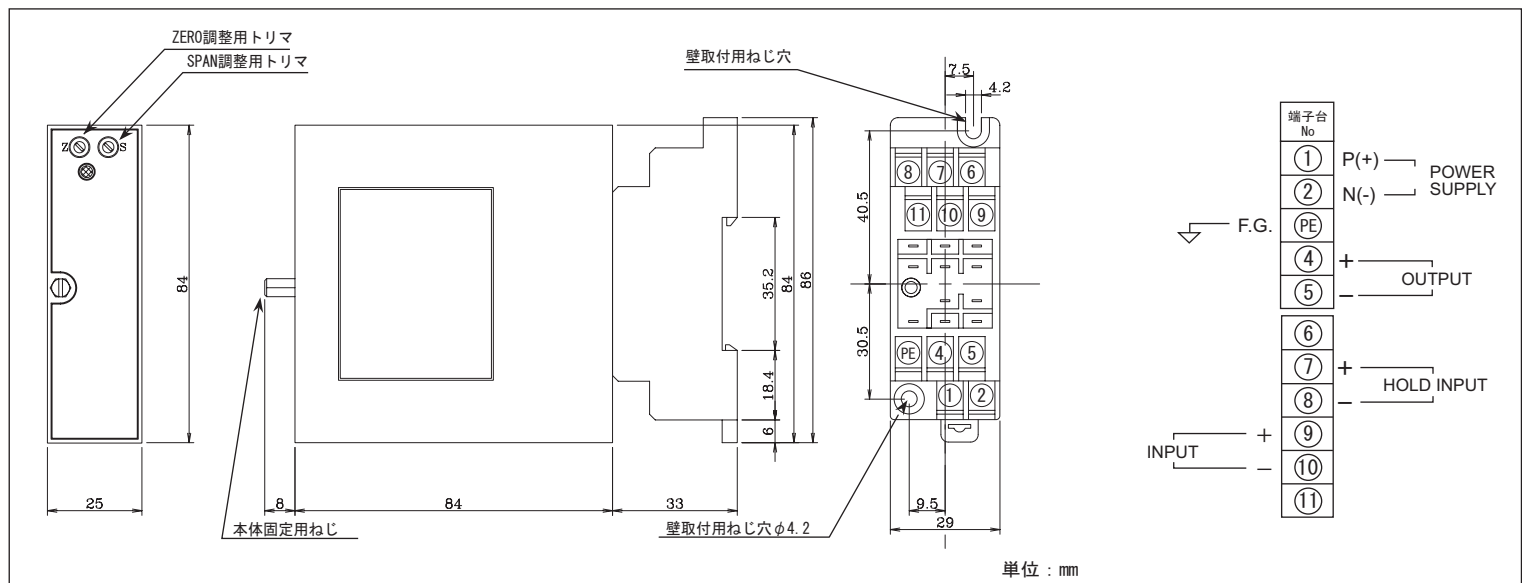 ZERO調整用トリマ
SPAN調整用トリマ
Z
S
84
25
8
84
33
本体固定用ねじ
35.2
18.4
6
84
86
壁取付用ねじ穴
7.5
4.2
40.5
30.5
8
7
6
11
10
9
PE
4
5
1
2
9.5
29
壁取付用ねじ穴φ4.2
単位：mm
端子台
No
1 P(+)
2 N(-)
POWER
SUPPLY
F.G. PE
4 +
5 −
OUTPUT
6
7 +
8 −
HOLD INPUT
+ 9
− 10
INPUT
11